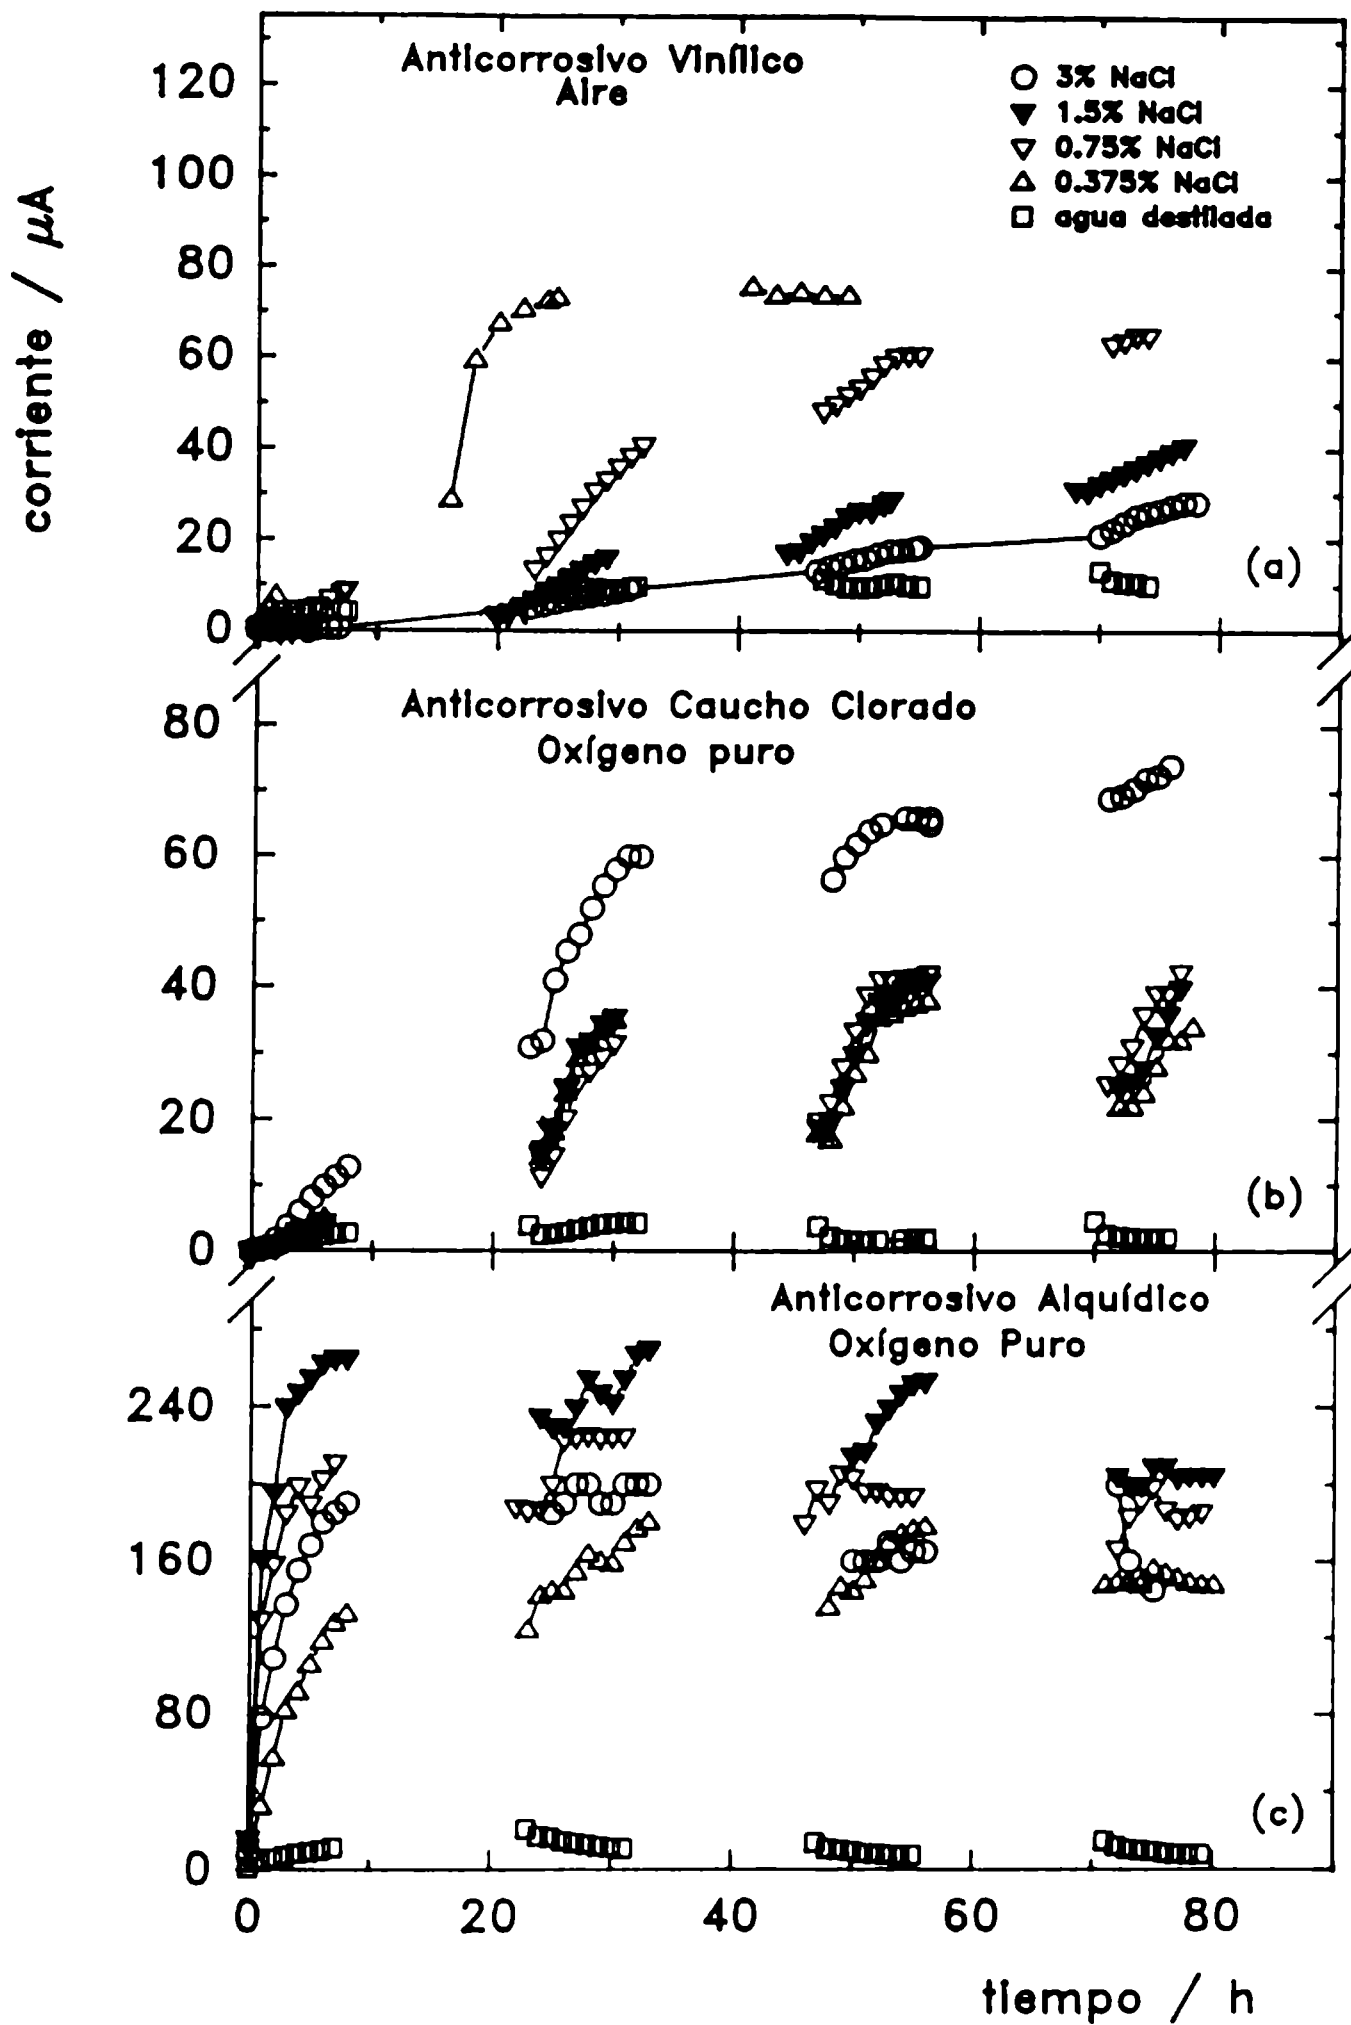 Anticorrosivo Vinílico
Aire
3% NaCl
1.5% NaCl
0.75% NaCl
0.375% NaCl
agua destilada
corriente / μA
120
100
80
60
40
20
0
(a)
Anticorrosivo Caucho Clorado
Oxígeno puro
80
60
40
20
0
(b)
Anticorrosivo Alquídico
Oxígeno Puro
240
160
80
0
(c)
0 20 40 60 80
tiempo / h